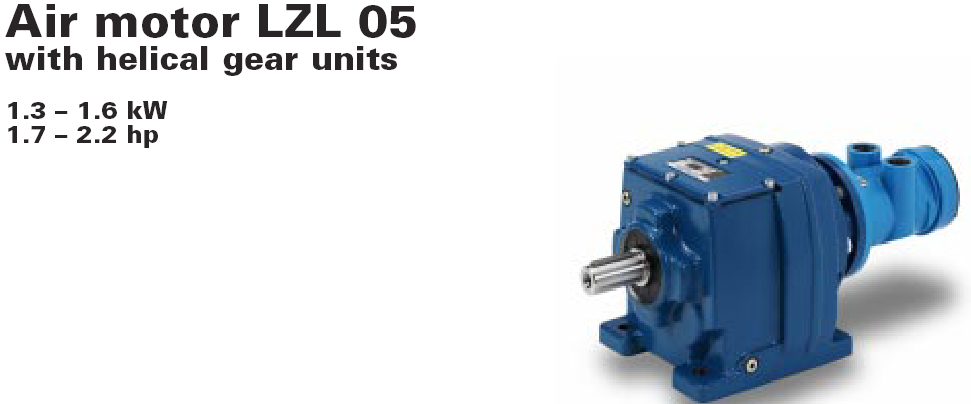 Air motor LZL 05
with helical gear units
1.3 – 1.6 kW
1.7 – 2.2 hp